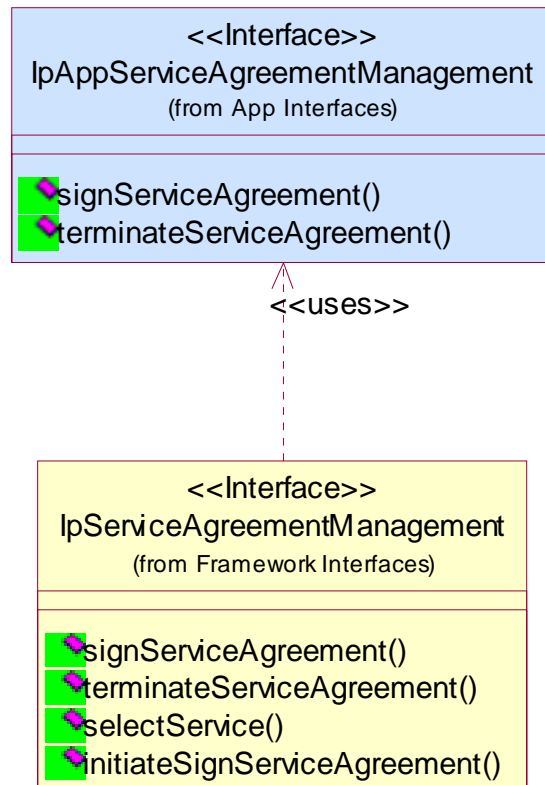 <<Interface>>
IpAppServiceAgreementManagement
(from App Interfaces)
signServiceAgreement()
terminateServiceAgreement()
<<uses>>
<<Interface>>
IpServiceAgreementManagement
(from Framework Interfaces)
signServiceAgreement()
terminateServiceAgreement()
selectService()
initiateSignServiceAgreement()